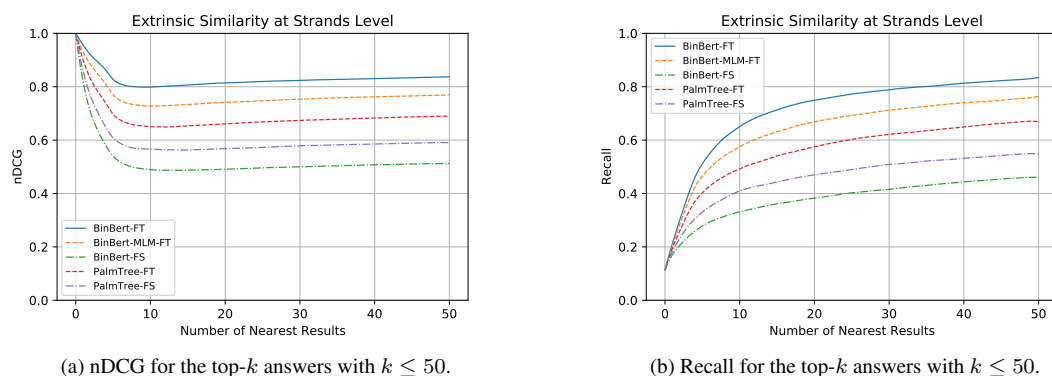 Extrinsic Similarity at Strands Level
1.0
0.8
0.6
0.4
0.2
0.0
nDCG
BinBert-FT
BinBert-MLM-FT
BinBert-FS
PalmTree-FT
PalmTree-FS
0 10 20 30 40 50
Number of Nearest Results
(a) nDCG for the top-k answers with k ≤ 50.
Extrinsic Similarity at Strands Level
1.0
0.8
0.6
0.4
0.2
0.0
Recall
BinBert-FT
BinBert-MLM-FT
BinBert-FS
PalmTree-FT
PalmTree-FS
0 10 20 30 40 50
Number of Nearest Results
(b) Recall for the top-k answers with k ≤ 50.